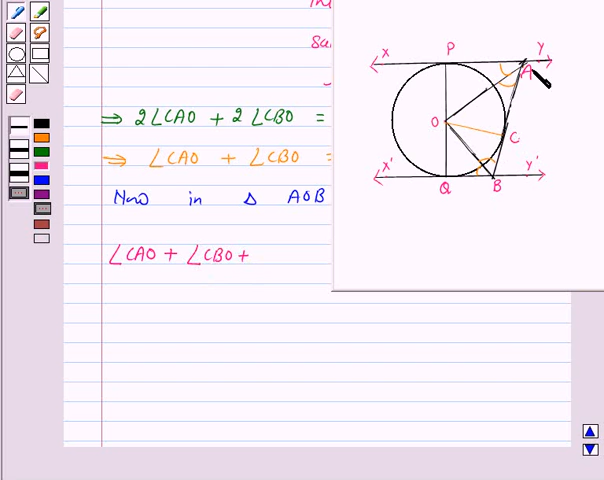 ⇒ 2∠CAO + 2∠CBO =
⇒ ∠CAO + ∠CBO =
Now in Δ AOB
∠CAO + ∠CBO +
X P Y
A
O
C
X' Q B Y'